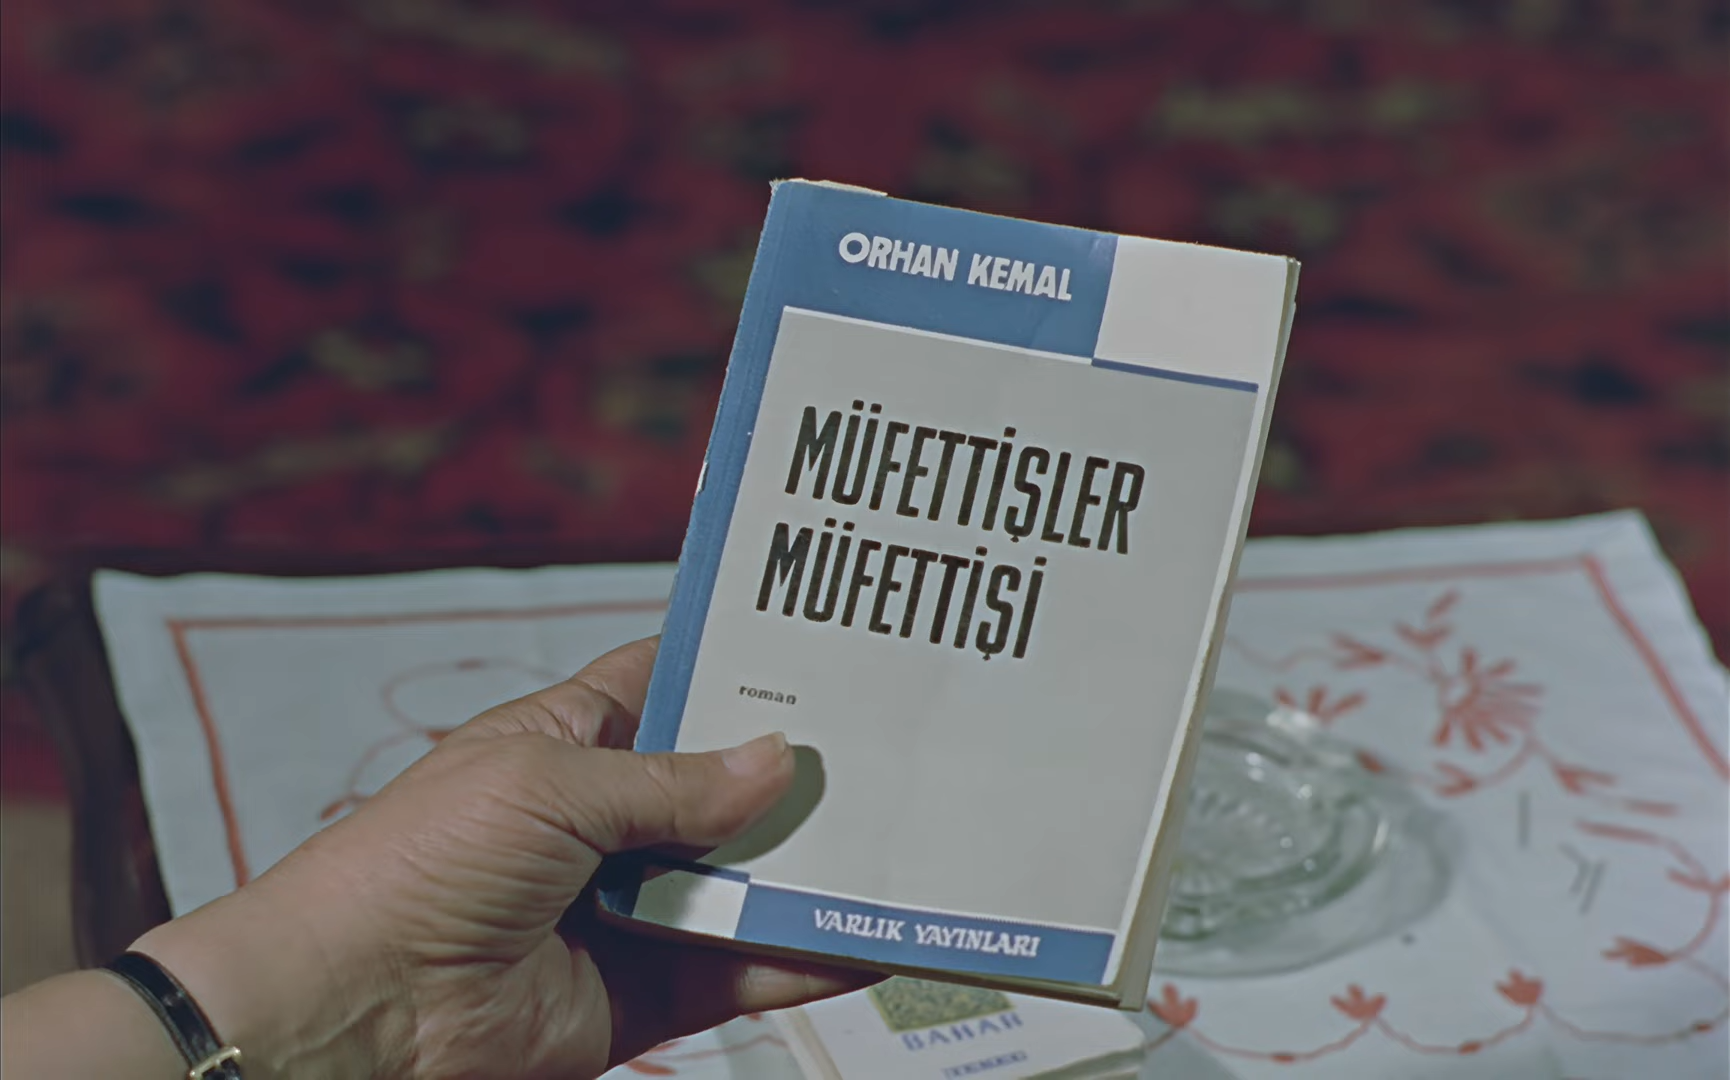 ORHAN KEMAL
MÜFETTİŞLER
MÜFETTİŞİ
roman
VARLIK YAYINLARI
BAHAR